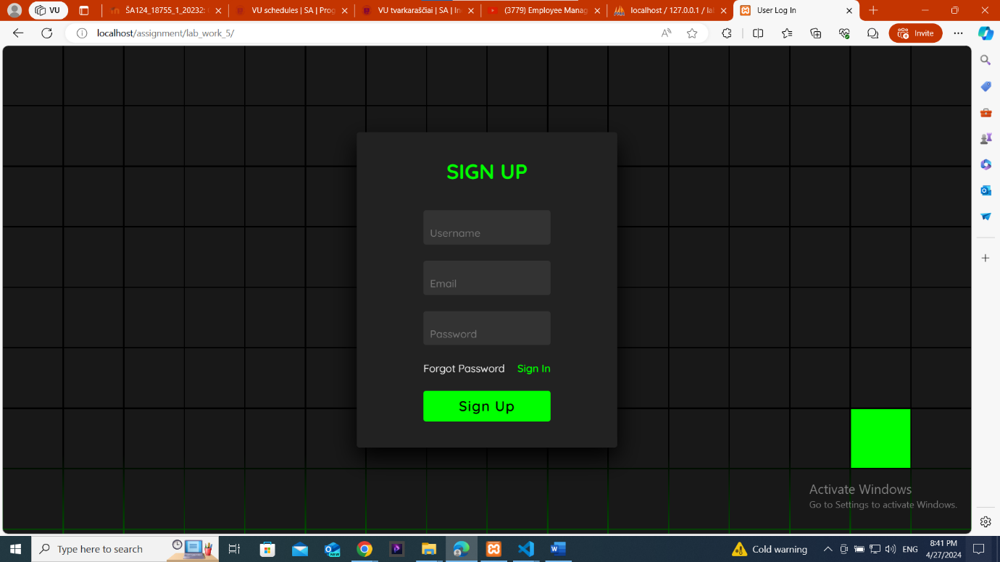 VU
ŠA124_18755_1_20232:
VU schedules | SA | Prog
VU tvarkaraščiai | SA | In
(3779) Employee Manag
localhost / 127.0.0.1 / la
User Log In
localhost/assignment/lab_work_5/
Invite
SIGN UP
Username
Email
Password
Forgot Password Sign In
Sign Up
Activate Windows
Go to Settings to activate Windows.
Type here to search
NEW
Cold warning
ENG
8:41 PM
4/27/2024